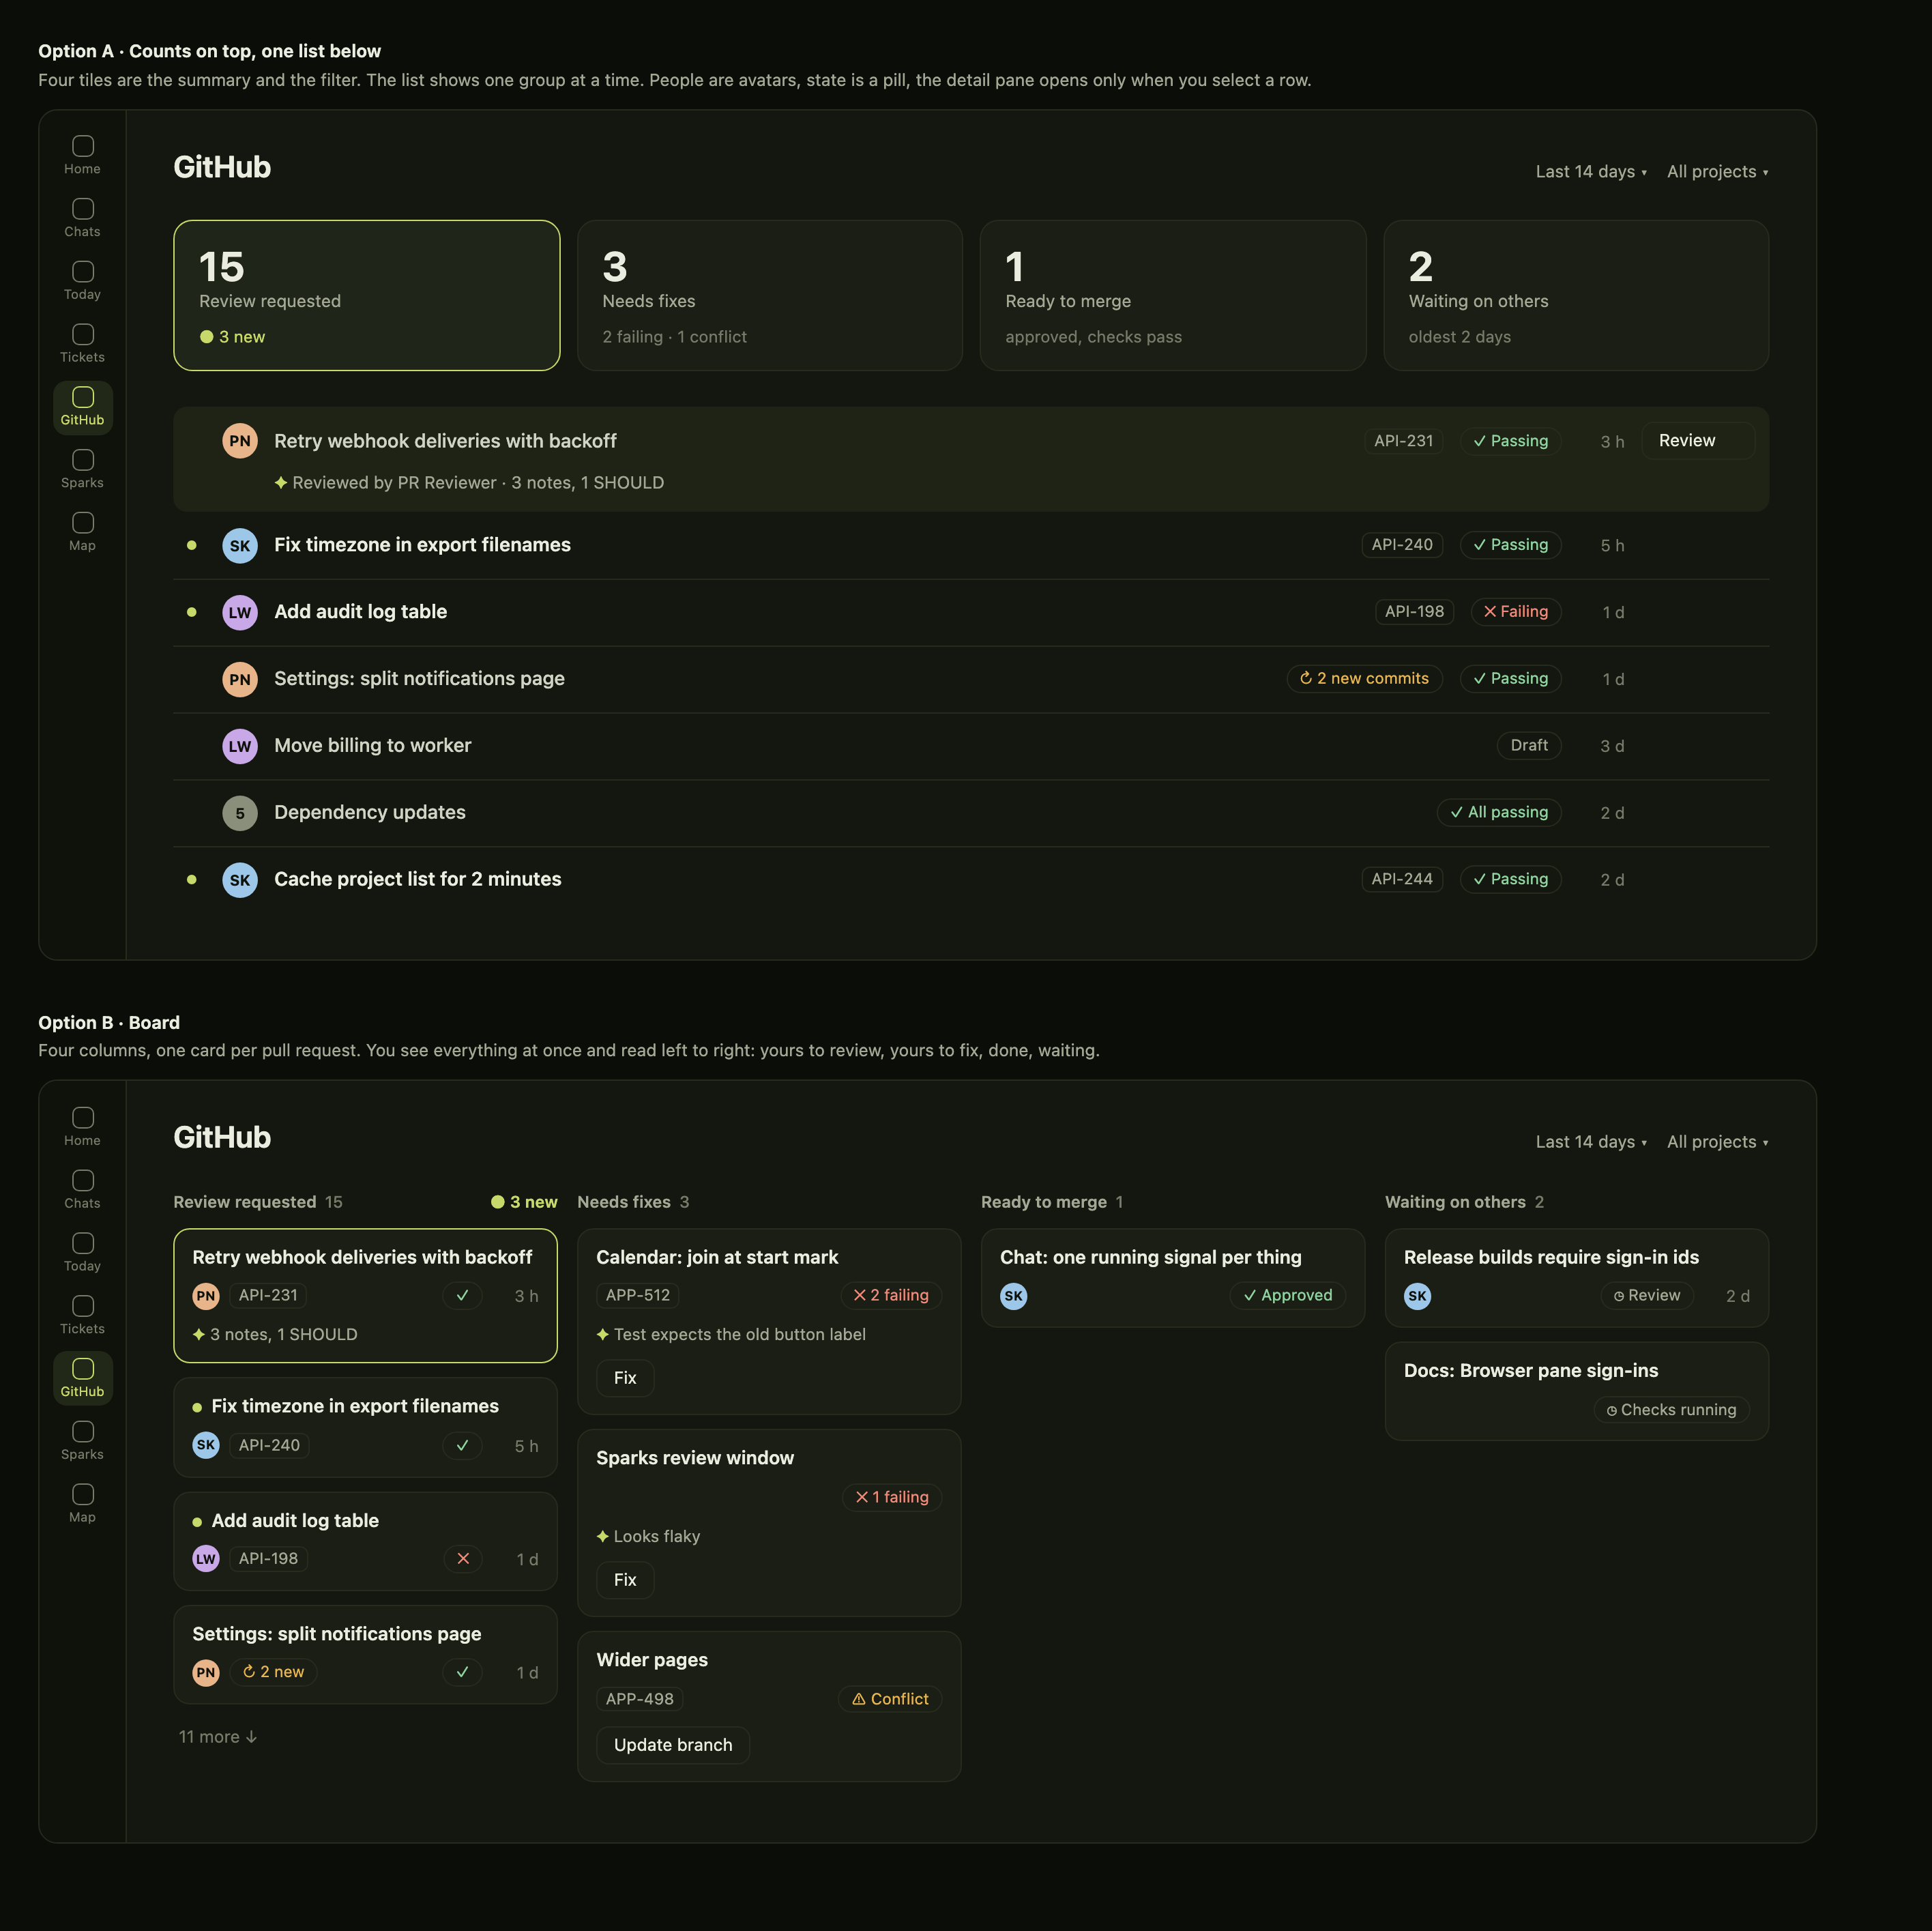 Option A · Counts on top, one list below
Four tiles are the summary and the filter. The list shows one group at a time. People are avatars, state is a pill, the detail pane opens only when you select a row.
Home
Chats
Today
Tickets
GitHub
Sparks
Map
GitHub
Last 14 days ▾ All projects ▾
15
Review requested
3 new
3
Needs fixes
2 failing · 1 conflict
1
Ready to merge
approved, checks pass
2
Waiting on others
oldest 2 days
PN Retry webhook deliveries with backoff API-231 ✓ Passing 3 h Review
✦ Reviewed by PR Reviewer · 3 notes, 1 SHOULD
SK Fix timezone in export filenames API-240 ✓ Passing 5 h
LW Add audit log table API-198 ✕ Failing 1 d
PN Settings: split notifications page ↻ 2 new commits ✓ Passing 1 d
LW Move billing to worker Draft 3 d
5 Dependency updates ✓ All passing 2 d
SK Cache project list for 2 minutes API-244 ✓ Passing 2 d
Option B · Board
Four columns, one card per pull request. You see everything at once and read left to right: yours to review, yours to fix, done, waiting.
Home
Chats
Today
Tickets
GitHub
Sparks
Map
GitHub
Last 14 days ▾ All projects ▾
Review requested 15 3 new
Retry webhook deliveries with backoff
PN API-231 ✓ 3 h
✦ 3 notes, 1 SHOULD
Fix timezone in export filenames
SK API-240 ✓ 5 h
Add audit log table
LW API-198 ✕ 1 d
Settings: split notifications page
PN ↻ 2 new ✓ 1 d
11 more ↓
Needs fixes 3
Calendar: join at start mark
APP-512 ✕ 2 failing
✦ Test expects the old button label
Fix
Sparks review window
✕ 1 failing
✦ Looks flaky
Fix
Wider pages
APP-498 ⚠ Conflict
Update branch
Ready to merge 1
Chat: one running signal per thing
SK ✓ Approved
Waiting on others 2
Release builds require sign-in ids
SK ◷ Review 2 d
Docs: Browser pane sign-ins
◷ Checks running